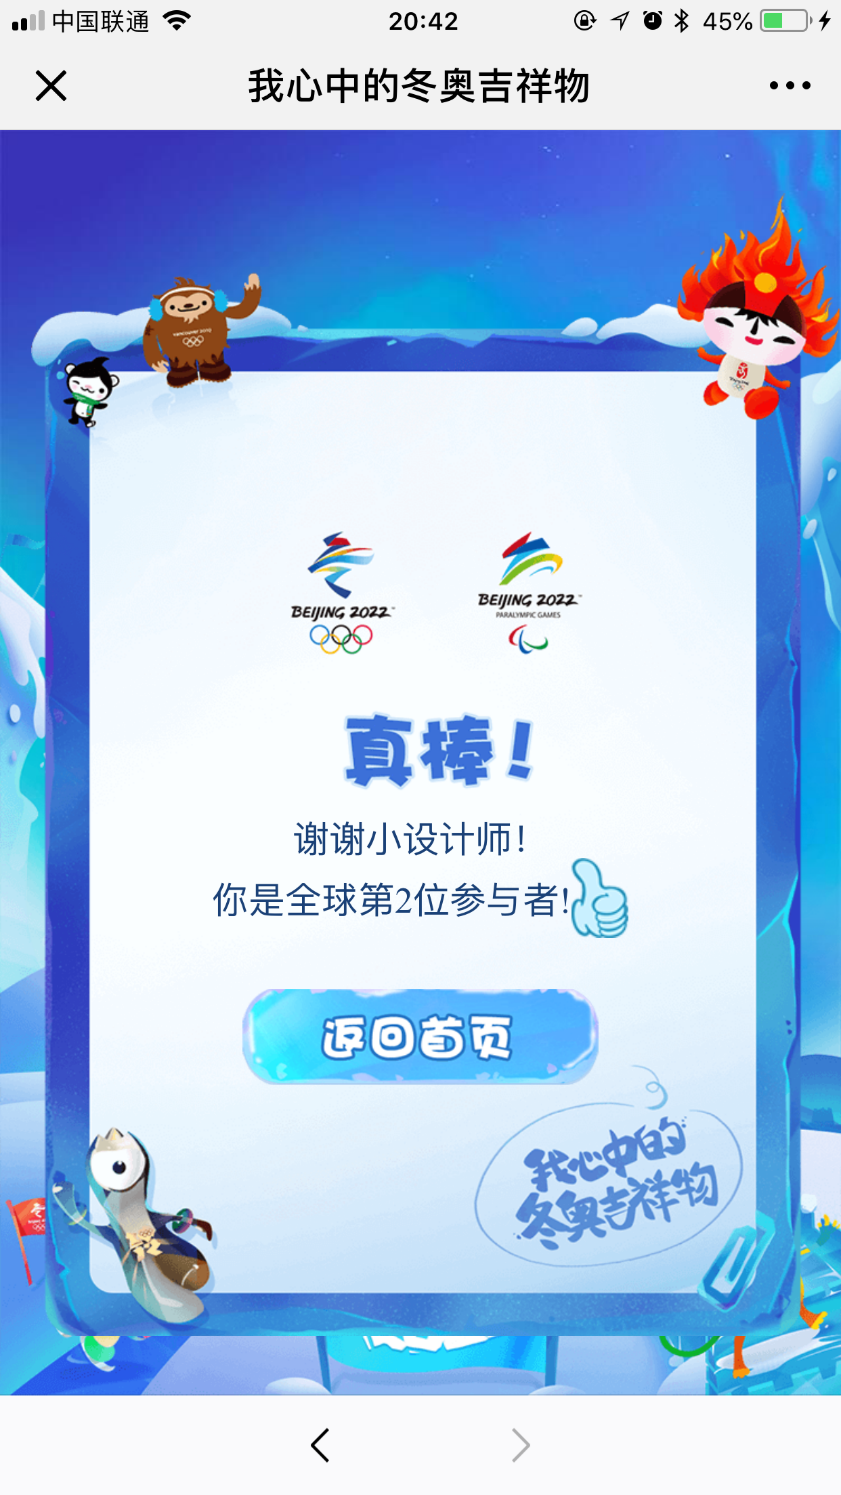 中国联通
20:42
45%
我心中的冬奥吉祥物
BEIJING 2022™
BEIJING 2022™
PARALYMPIC GAMES
真棒！
谢谢小设计师！
你是全球第2位参与者!
返回首页
我心中的
冬奥吉祥物